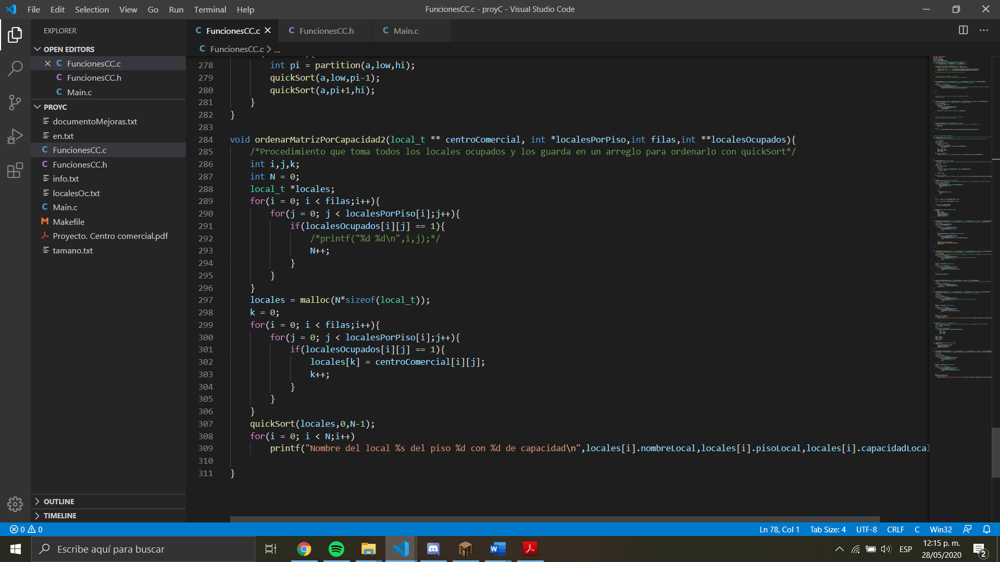 File Edit Selection View Go Run Terminal Help
FuncionesCC.c - proyC - Visual Studio Code
EXPLORER
OPEN EDITORS
FuncionesCC.c
FuncionesCC.h
Main.c
PROYC
documentoMejoras.txt
en.txt
FuncionesCC.c
FuncionesCC.h
info.txt
localesOc.txt
Main.c
Makefile
Proyecto. Centro comercial.pdf
tamano.txt
OUTLINE
TIMELINE
FuncionesCC.c FuncionesCC.h Main.c
FuncionesCC.c > ...
278 int pi = partition(a,low,hi);
279 quickSort(a,low,pi-1);
280 quickSort(a,pi+1,hi);
281 }
282 }
283
284 void ordenarMatrizPorCapacidad2(local_t ** centroComercial, int *localesPorPiso,int filas,int **localesOcupados){
285 /*Procedimiento que toma todos los locales ocupados y los guarda en un arreglo para ordenarlo con quickSort*/
286 int i,j,k;
287 int N = 0;
288 local_t *locales;
289 for(i = 0; i < filas;i++){
290 for(j = 0; j < localesPorPiso[i];j++){
291 if(localesOcupados[i][j] == 1){
292 /*printf("%d %d\n",i,j);*/
293 N++;
294 }
295 }
296 }
297 locales = malloc(N*sizeof(local_t));
298 k = 0;
299 for(i = 0; i < filas;i++){
300 for(j = 0; j < localesPorPiso[i];j++){
301 if(localesOcupados[i][j] == 1){
302 locales[k] = centroComercial[i][j];
303 k++;
304 }
305 }
306 }
307 quickSort(locales,0,N-1);
308 for(i = 0; i < N;i++)
309 printf("Nombre del local %s del piso %d con %d de capacidad\n",locales[i].nombreLocal,locales[i].pisoLocal,locales[i].capacidadLocal
310
311 }
0 0
Ln 78, Col 1 Tab Size: 4 UTF-8 CRLF C Win32
Escribe aquí para buscar
ESP
12:15 p. m.
28/05/2020
2